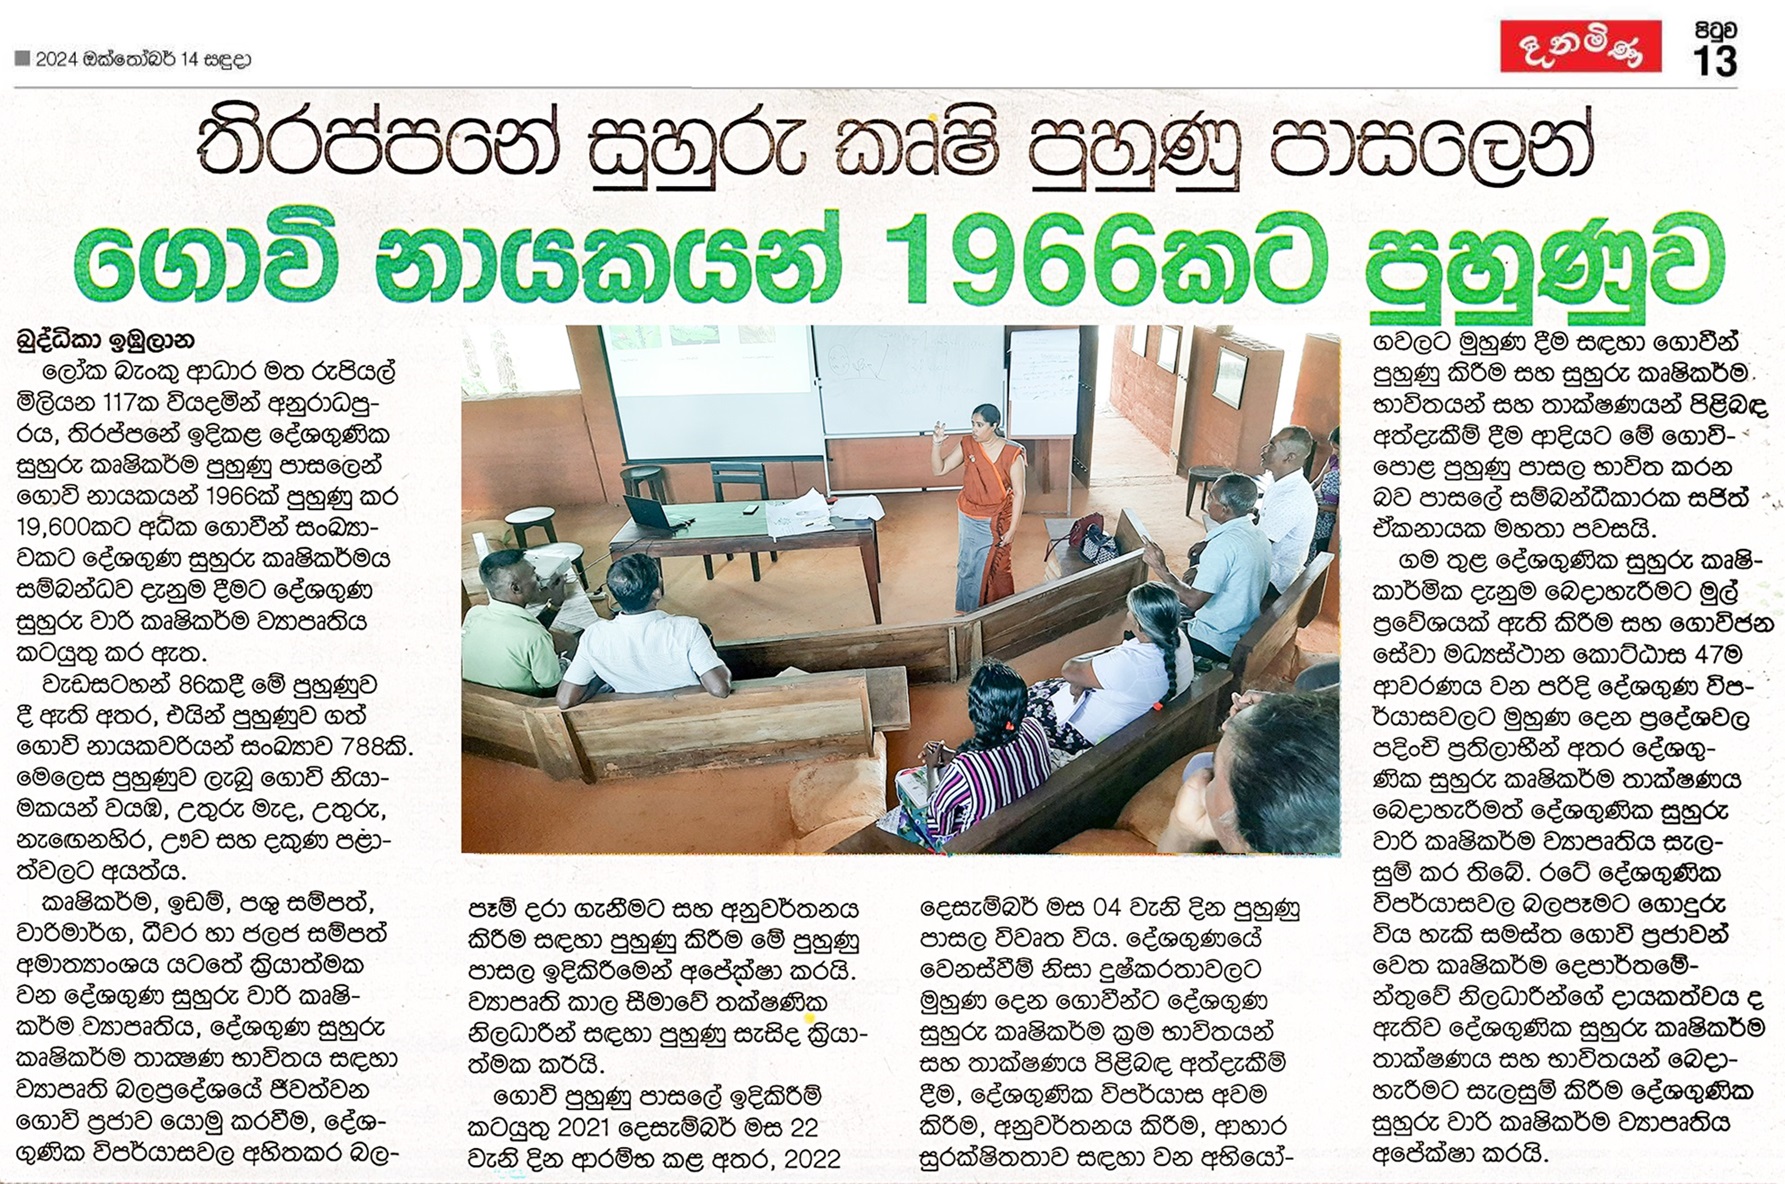 2024 ඔක්තෝබර් 14 සඳුදා
දිනමිණ
පිටුව
13
තිරප්පනේ සුහුරු කෘෂි පුහුණු පාසලෙන්
ගොවි නායකයන් 1966කට පුහුණුව
බුද්ධිකා ඉඹුලාන
ලෝක බැංකු ආධාර මත රුපියල්
මිලියන 117ක වියදමින් අනුරාධපු-
රය, තිරප්පනේ ඉදිකළ දේශගුණික
සුහුරු කෘෂිකර්ම පුහුණු පාසලෙන්
ගොවි නායකයන් 1966ක් පුහුණු කර
19,600කට අධික ගොවීන් සංඛ්‍යා-
වකට දේශගුණ සුහුරු කෘෂිකර්මය
සම්බන්ධව දැනුම දීමට දේශගුණ
සුහුරු වාරි කෘෂිකර්ම ව්‍යාපෘතිය
කටයුතු කර ඇත.
වැඩසටහන් 86කදී මේ පුහුණුව
දී ඇති අතර, එයින් පුහුණුව ගත්
ගොවි නායකවරියන් සංඛ්‍යාව 788කි.
මෙලෙස පුහුණුව ලැබූ ගොවි නියා-
මකයන් වයඹ, උතුරු මැද, උතුරු,
නැඟෙනහිර, ඌව සහ දකුණ පළා-
ත්වලට අයත්ය.
කෘෂිකර්ම, ඉඩම්, පශු සම්පත්,
වාරිමාර්ග, ධීවර හා ජලජ සම්පත්
අමාත්‍යාංශය යටතේ ක්‍රියාත්මක
වන දේශගුණ සුහුරු වාරි කෘෂි-
කර්ම ව්‍යාපෘතිය, දේශගුණ සුහුරු
කෘෂිකර්ම තාක්ෂණ භාවිතය සඳහා
ව්‍යාපෘති බලප්‍රදේශයේ ජීවත්වන
ගොවි ප්‍රජාව යොමු කරවීම, දේශ-
ගුණික විපර්යාසවල අහිතකර බල-
පෑම් දරා ගැනීමට සහ අනුවර්තනය
කිරීම සඳහා පුහුණු කිරීම මේ පුහුණු
පාසල ඉදිකිරීමෙන් අපේක්ෂා කරයි.
ව්‍යාපෘති කාල සීමාවේ තක්ෂණික
නිලධාරීන් සඳහා පුහුණු සැසිද ක්‍රියා-
ත්මක කරයි.
ගොවි පුහුණු පාසලේ ඉදිකිරීම්
කටයුතු 2021 දෙසැම්බර් මස 22
වැනි දින ආරම්භ කළ අතර, 2022
දෙසැම්බර් මස 04 වැනි දින පුහුණු
පාසල විවෘත විය. දේශගුණයේ
වෙනස්වීම් නිසා දුෂ්කරතාවලට
මුහුණ දෙන ගොවීන්ට දේශගුණ
සුහුරු කෘෂිකර්ම ක්‍රම භාවිතයන්
සහ තාක්ෂණය පිළිබඳ අත්දැකීම්
දීම, දේශගුණික විපර්යාස අවම
කිරීම, අනුවර්තනය කිරීම, ආහාර
සුරක්ෂිතතාව සඳහා වන අභියෝ-
ගවලට මුහුණ දීම සඳහා ගොවීන්
පුහුණු කිරීම සහ සුහුරු කෘෂිකර්ම
භාවිතයන් සහ තාක්ෂණයන් පිළිබඳ
අත්දැකීම් දීම ආදියට මේ ගොවි-
පොළ පුහුණු පාසල භාවිත කරන
බව පාසලේ සම්බන්ධීකාරක සජිත්
ඒකනායක මහතා පවසයි.
ගම තුළ දේශගුණික සුහුරු කෘෂි-
කාර්මික දැනුම බෙදාහැරීමට මුල්
ප්‍රවේශයක් ඇති කිරීම සහ ගොවිජන
සේවා මධ්‍යස්ථාන කොට්ඨාස 47ම
ආවරණය වන පරිදි දේශගුණ විප-
ර්යාසවලට මුහුණ දෙන ප්‍රදේශවල
පදිංචි ප්‍රතිලාභීන් අතර දේශගු-
ණික සුහුරු කෘෂිකර්ම තාක්ෂණය
බෙදාහැරීමත් දේශගුණික සුහුරු
වාරි කෘෂිකර්ම ව්‍යාපෘතිය සැල-
සුම් කර තිබේ. රටේ දේශගුණික
විපර්යාසවල බලපෑමට ගොදුරු
විය හැකි සමස්ත ගොවි ප්‍රජාවන්
වෙත කෘෂිකර්ම දෙපාර්තමේ-
න්තුවේ නිලධාරීන්ගේ දායකත්වය ද
ඇතිව දේශගුණික සුහුරු කෘෂිකර්ම
තාක්ෂණය සහ භාවිතයන් බෙදා-
හැරීමට සැලසුම් කිරීම දේශගුණික
සුහුරු වාරි කෘෂිකර්ම ව්‍යාපෘතිය
අපේක්ෂා කරයි.